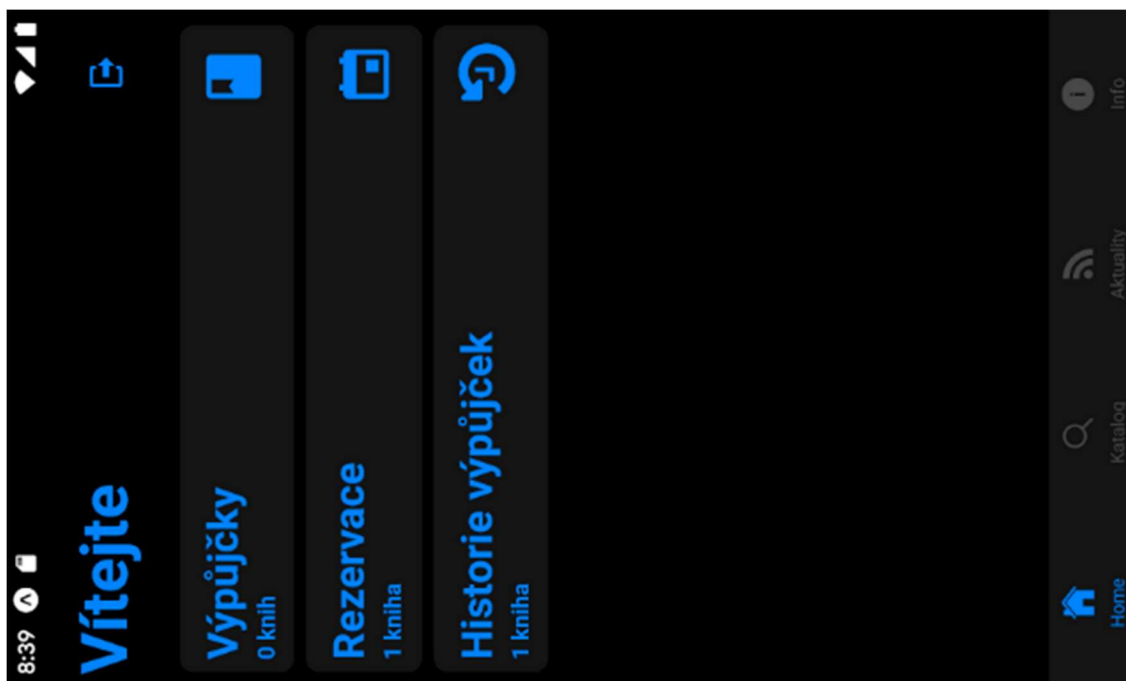 8:39
Vítejte
Výpůjčky
0 knih
Rezervace
1 kniha
Historie výpůjček
1 kniha
Home
Katalog
Aktuality
Info